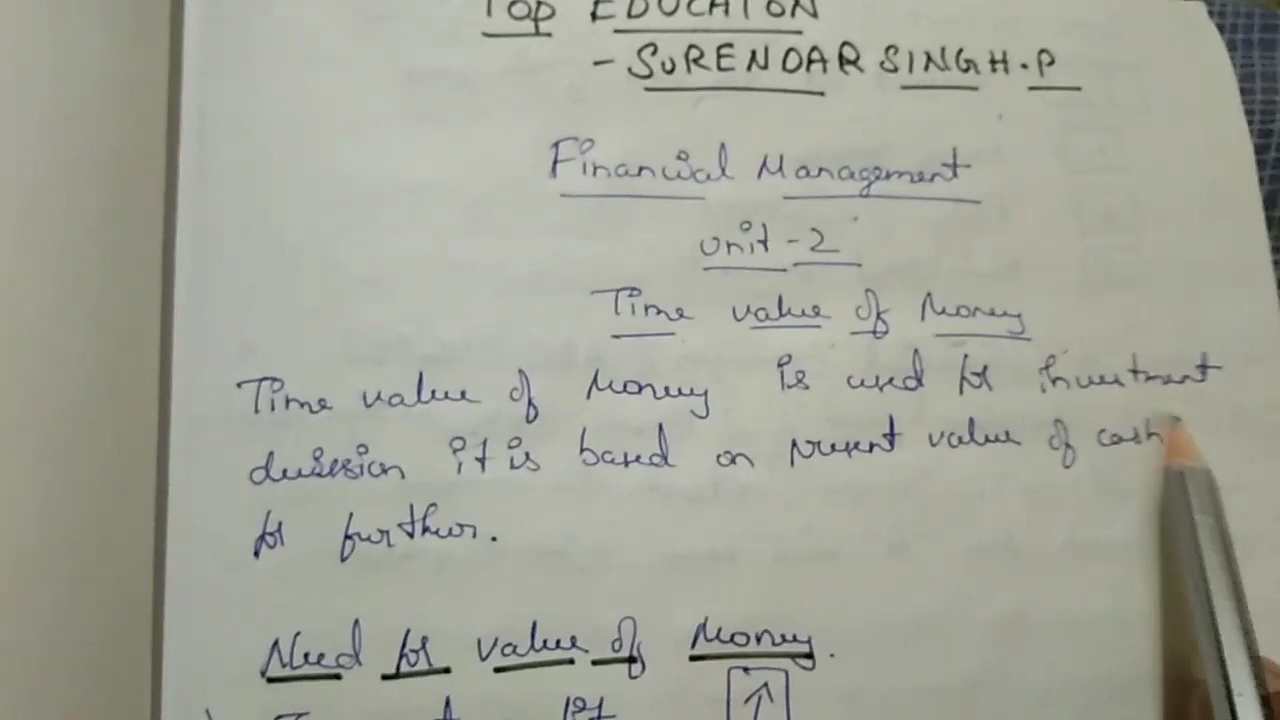 Top EDUCATON
- SURENDAR SINGH.P
Financial Management
unit - 2
Time value of Money
Time value of Money is used for investment
decision it is based on present value of cash
for further.
Need for value of Money.